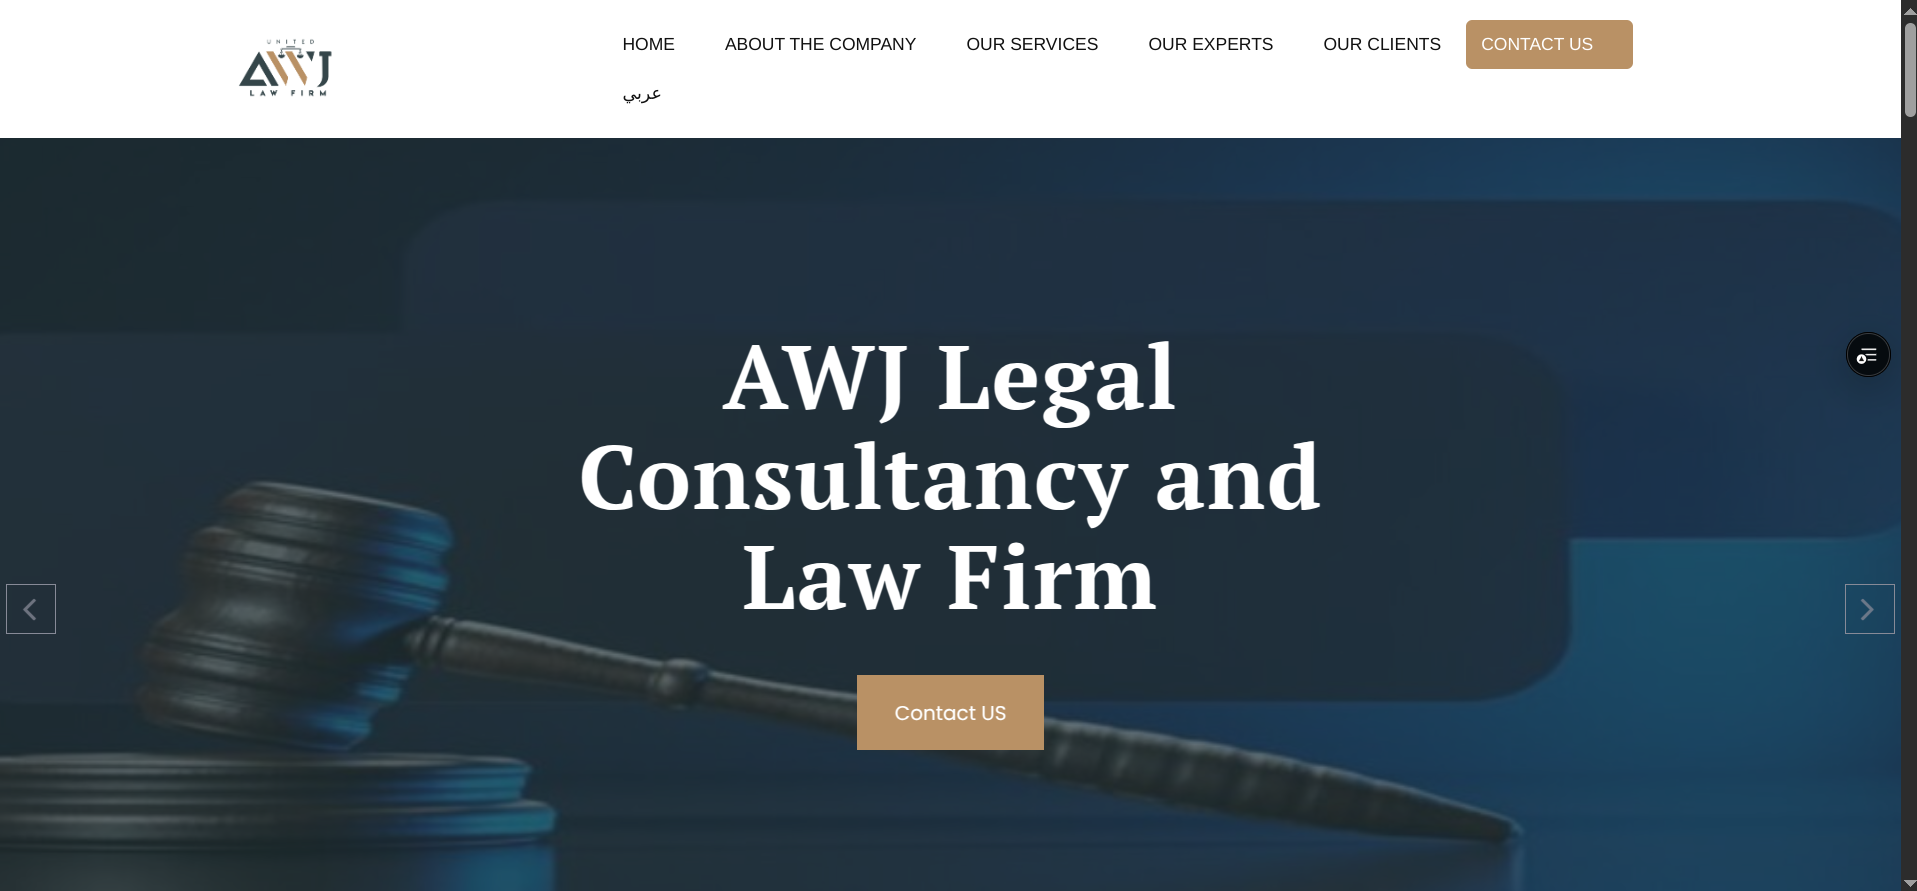 UNITED
AWJ
LAW FIRM
HOME
ABOUT THE COMPANY
OUR SERVICES
OUR EXPERTS
OUR CLIENTS
CONTACT US
عربي
AWJ Legal
Consultancy and
Law Firm
Contact US